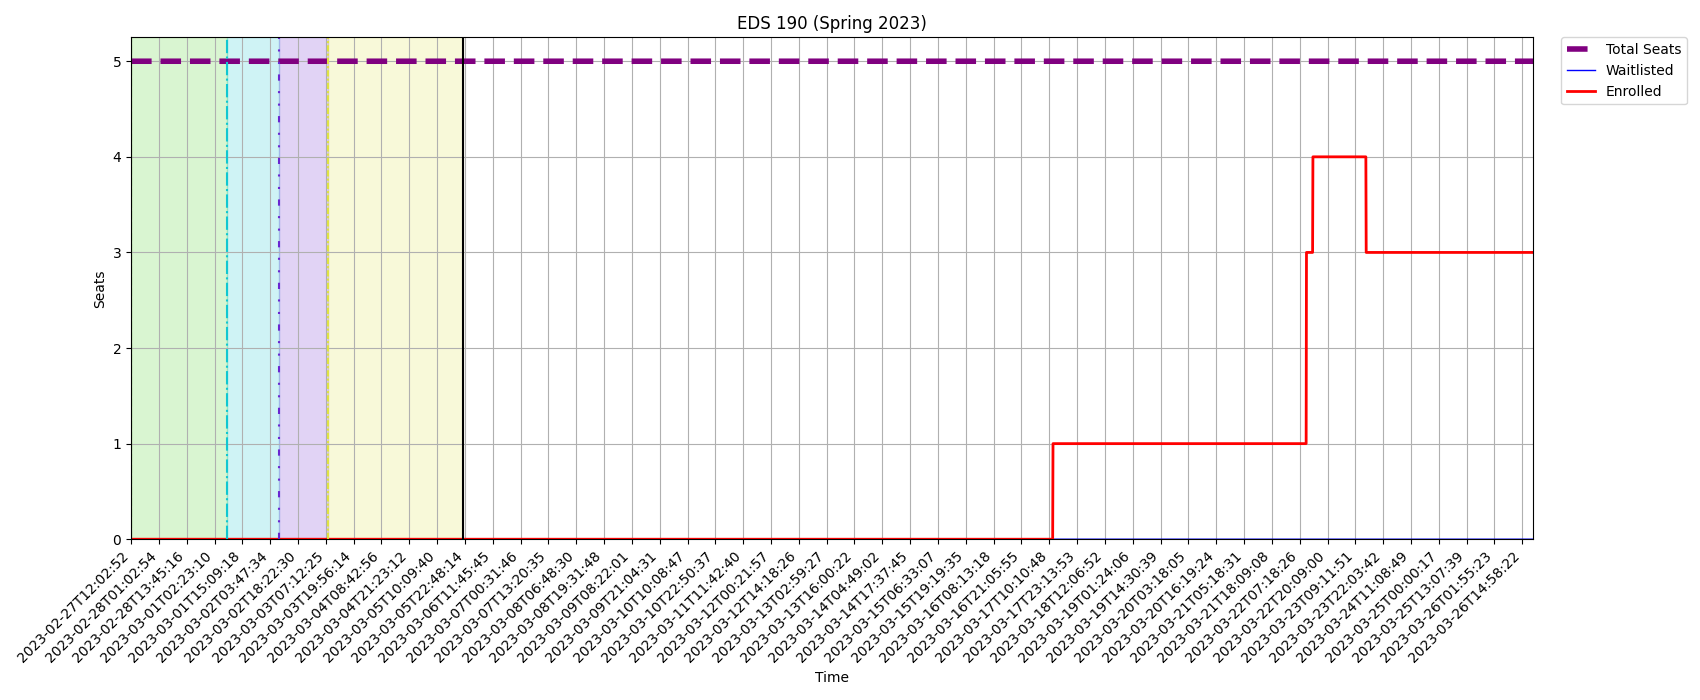 EDS 190 (Spring 2023)
Total Seats
Waitlisted
Enrolled
5
4
3
2
1
0
Seats
2023-02-27T12:02:52
2023-02-28T01:02:54
2023-02-28T13:45:16
2023-03-01T02:23:10
2023-03-01T15:09:18
2023-03-02T03:47:34
2023-03-02T18:22:30
2023-03-03T07:12:25
2023-03-03T19:56:14
2023-03-04T08:42:56
2023-03-04T21:23:12
2023-03-05T10:09:40
2023-03-05T22:48:14
2023-03-06T11:45:45
2023-03-07T00:31:46
2023-03-07T13:20:35
2023-03-08T06:48:30
2023-03-08T19:31:48
2023-03-09T08:22:01
2023-03-09T21:04:31
2023-03-10T10:08:47
2023-03-10T22:50:37
2023-03-11T11:42:40
2023-03-12T00:21:57
2023-03-12T14:18:26
2023-03-13T02:59:27
2023-03-13T16:00:22
2023-03-14T04:49:02
2023-03-14T17:37:45
2023-03-15T06:33:07
2023-03-15T19:19:35
2023-03-16T08:13:18
2023-03-16T21:05:55
2023-03-17T10:10:48
2023-03-17T23:13:53
2023-03-18T12:06:52
2023-03-19T01:24:06
2023-03-19T14:30:39
2023-03-20T03:18:05
2023-03-20T16:19:24
2023-03-21T05:18:31
2023-03-21T18:09:08
2023-03-22T07:18:26
2023-03-22T20:09:00
2023-03-23T09:11:51
2023-03-23T22:03:42
2023-03-24T11:08:49
2023-03-25T00:00:17
2023-03-25T13:07:39
2023-03-26T01:55:23
2023-03-26T14:58:22
Time